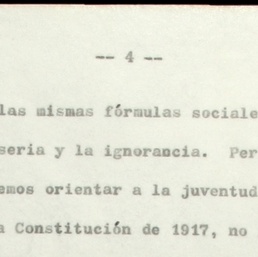 -- 4 --
las mismas fórmulas sociale
seria y la ignorancia. Per
emos orientar a la juventud
a Constitución de 1917, no